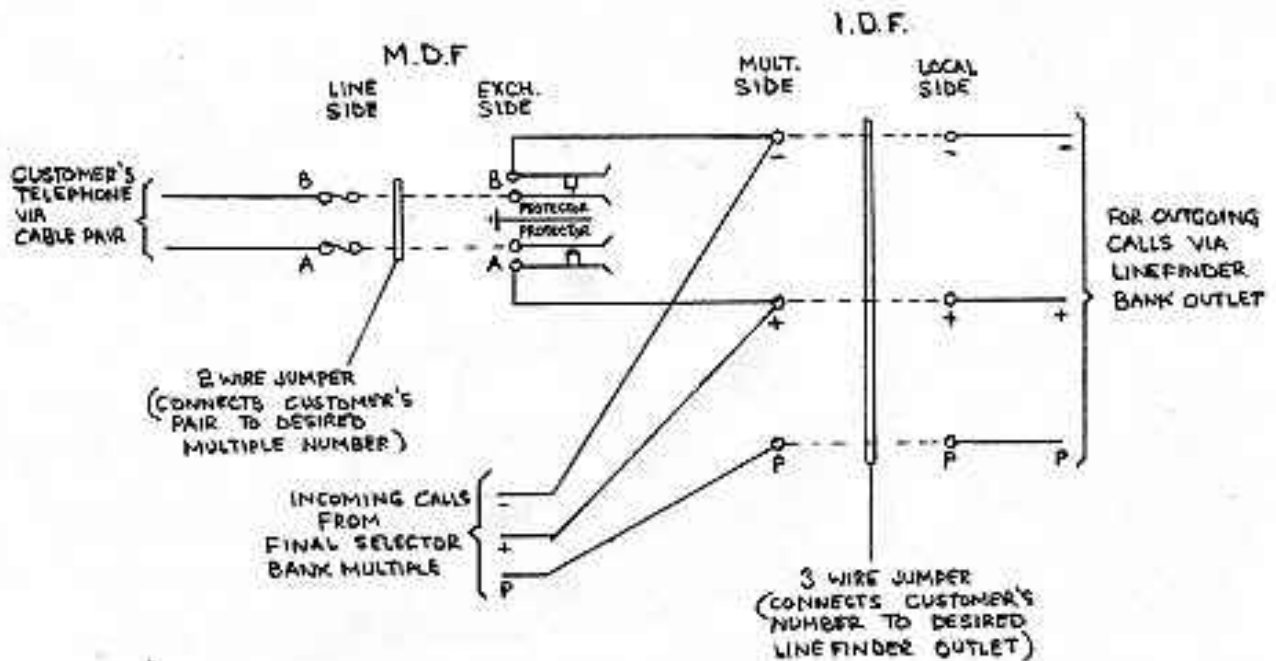 I.D.F.
M.D.F
LINE SIDE
EXCH. SIDE
MULT. SIDE
LOCAL SIDE
CUSTOMER'S
TELEPHONE
VIA
CABLE PAIR
B
A
B
PROTECTOR
PROTECTOR
A
-
+
P
-
+
P
-
+
P
FOR OUTGOING
CALLS VIA
LINEFINDER
BANK OUTLET
2 WIRE JUMPER
(CONNECTS CUSTOMER'S
PAIR TO DESIRED
MULTIPLE NUMBER)
INCOMING CALLS
FROM
FINAL SELECTOR
BANK MULTIPLE
-
+
P
3 WIRE JUMPER
(CONNECTS CUSTOMER'S
NUMBER TO DESIRED
LINEFINDER OUTLET)